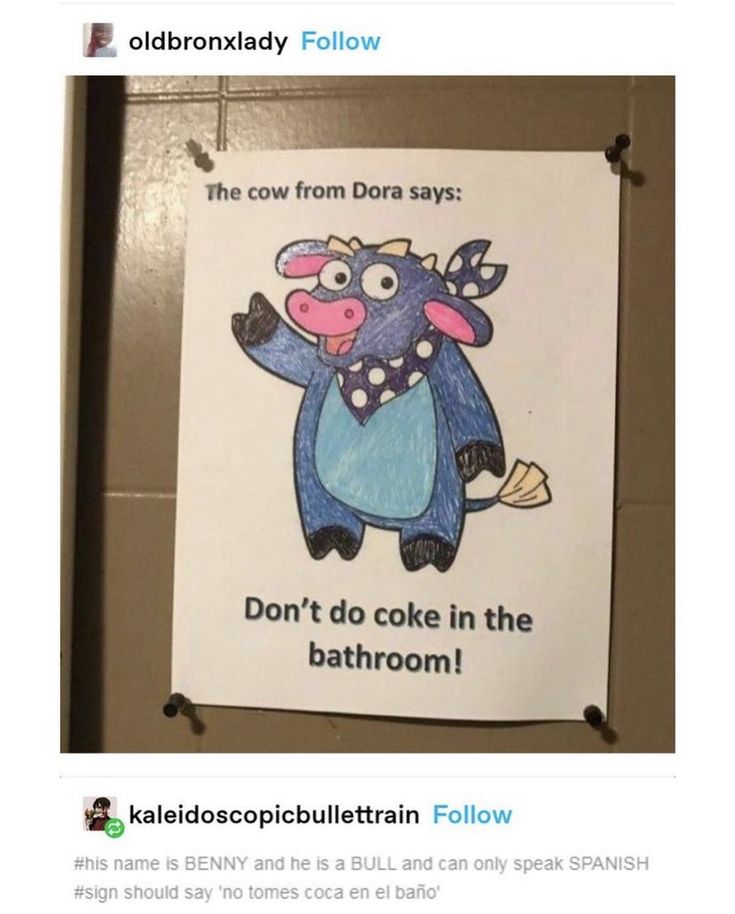 oldbronxlady Follow
The cow from Dora says:
Don't do coke in the
bathroom!
kaleidoscopicbullettrain Follow
#his name is BENNY and he is a BULL and can only speak SPANISH
#sign should say 'no tomes coca en el baño'